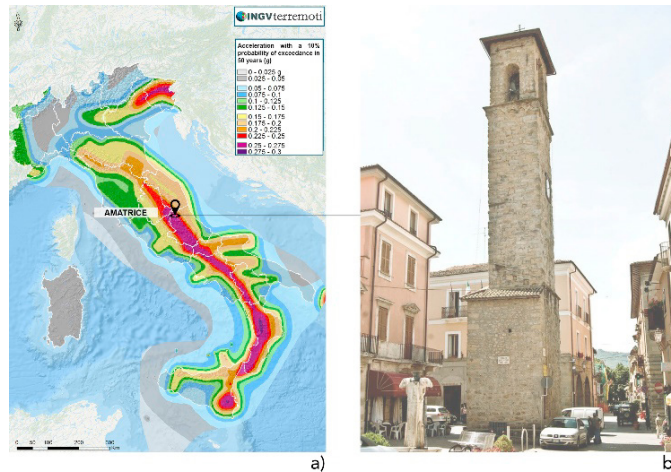 INGVterremoti
Acceleration with a 10%
probability of exceedance in
50 years (g)
0 - 0,025 g
0,025 - 0,05
0,05 - 0,075
0,075 - 0,1
0,1 - 0,125
0,125 - 0,15
0,15 - 0,175
0,175 - 0,2
0,2 - 0,225
0,225 - 0,25
0,25 - 0,275
0,275 - 0,3
AMATRICE
a)
b